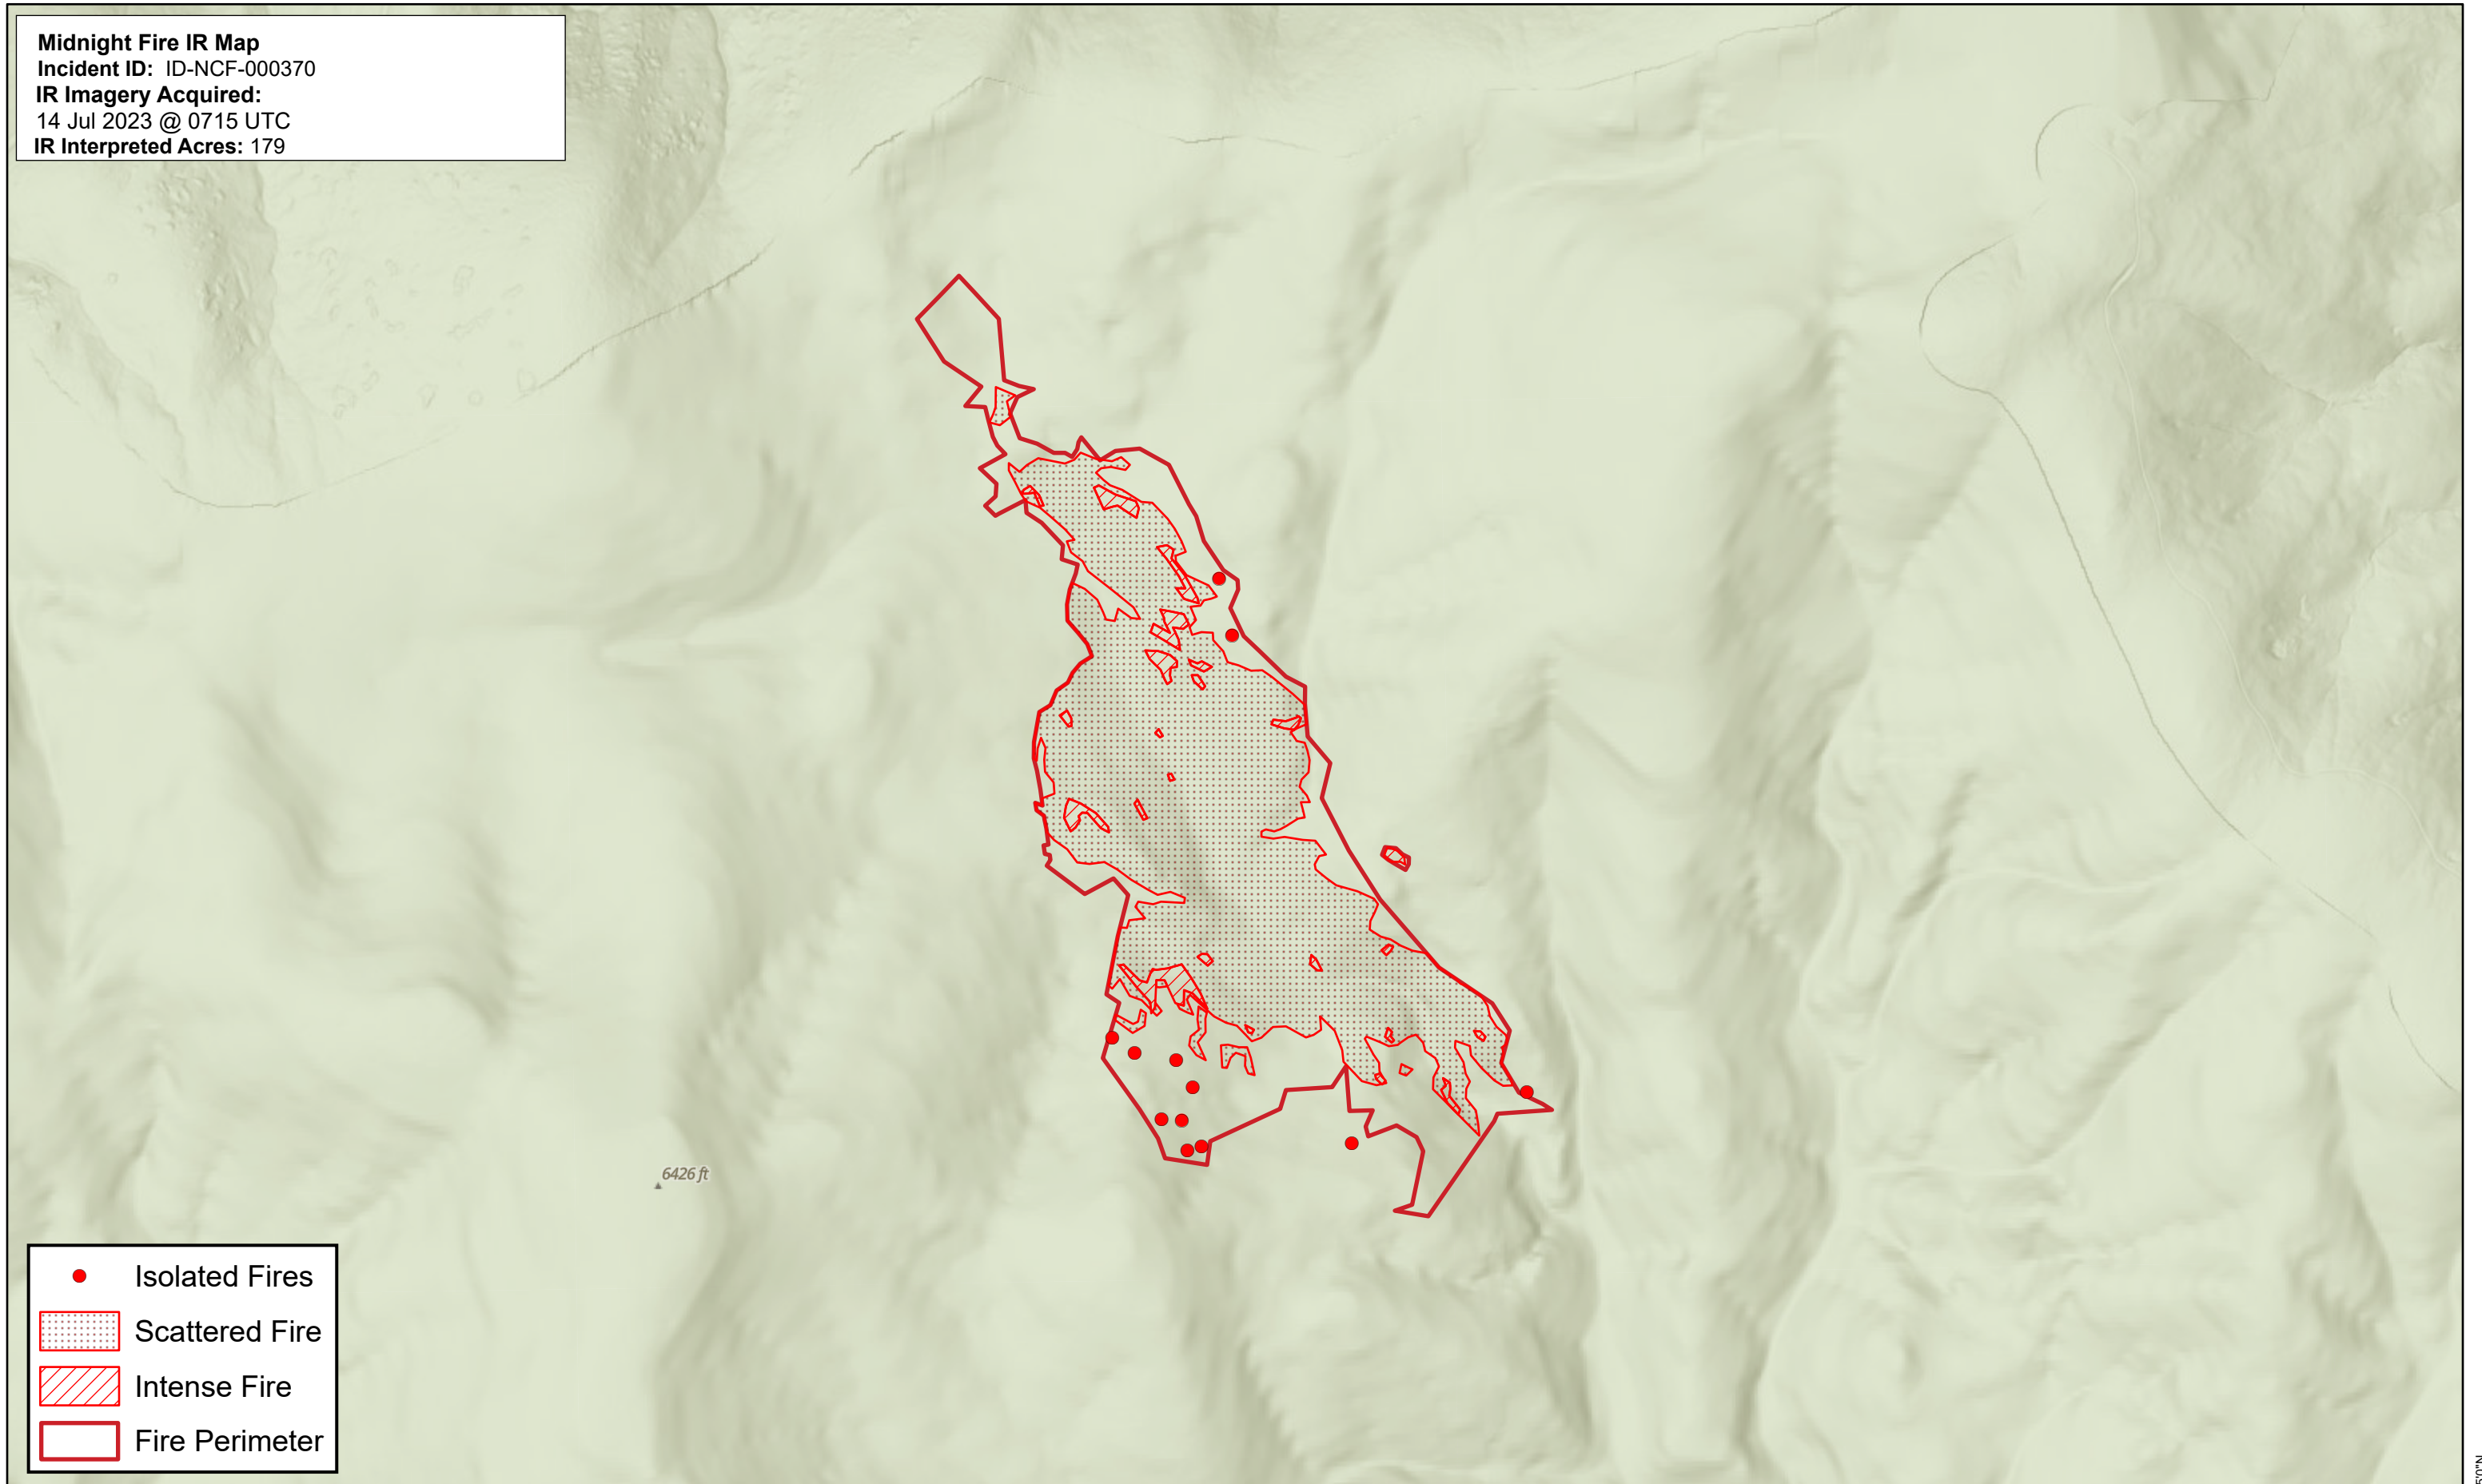 Midnight Fire IR Map
Incident ID: ID-NCF-000370
IR Imagery Acquired:
14 Jul 2023 @ 0715 UTC
IR Interpreted Acres: 179
6426 ft
Isolated Fires
Scattered Fire
Intense Fire
Fire Perimeter